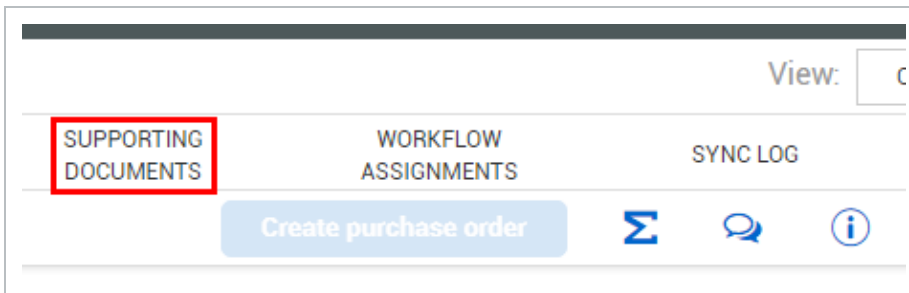 View:
SUPPORTING
DOCUMENTS
WORKFLOW
ASSIGNMENTS
SYNC LOG
Create purchase order